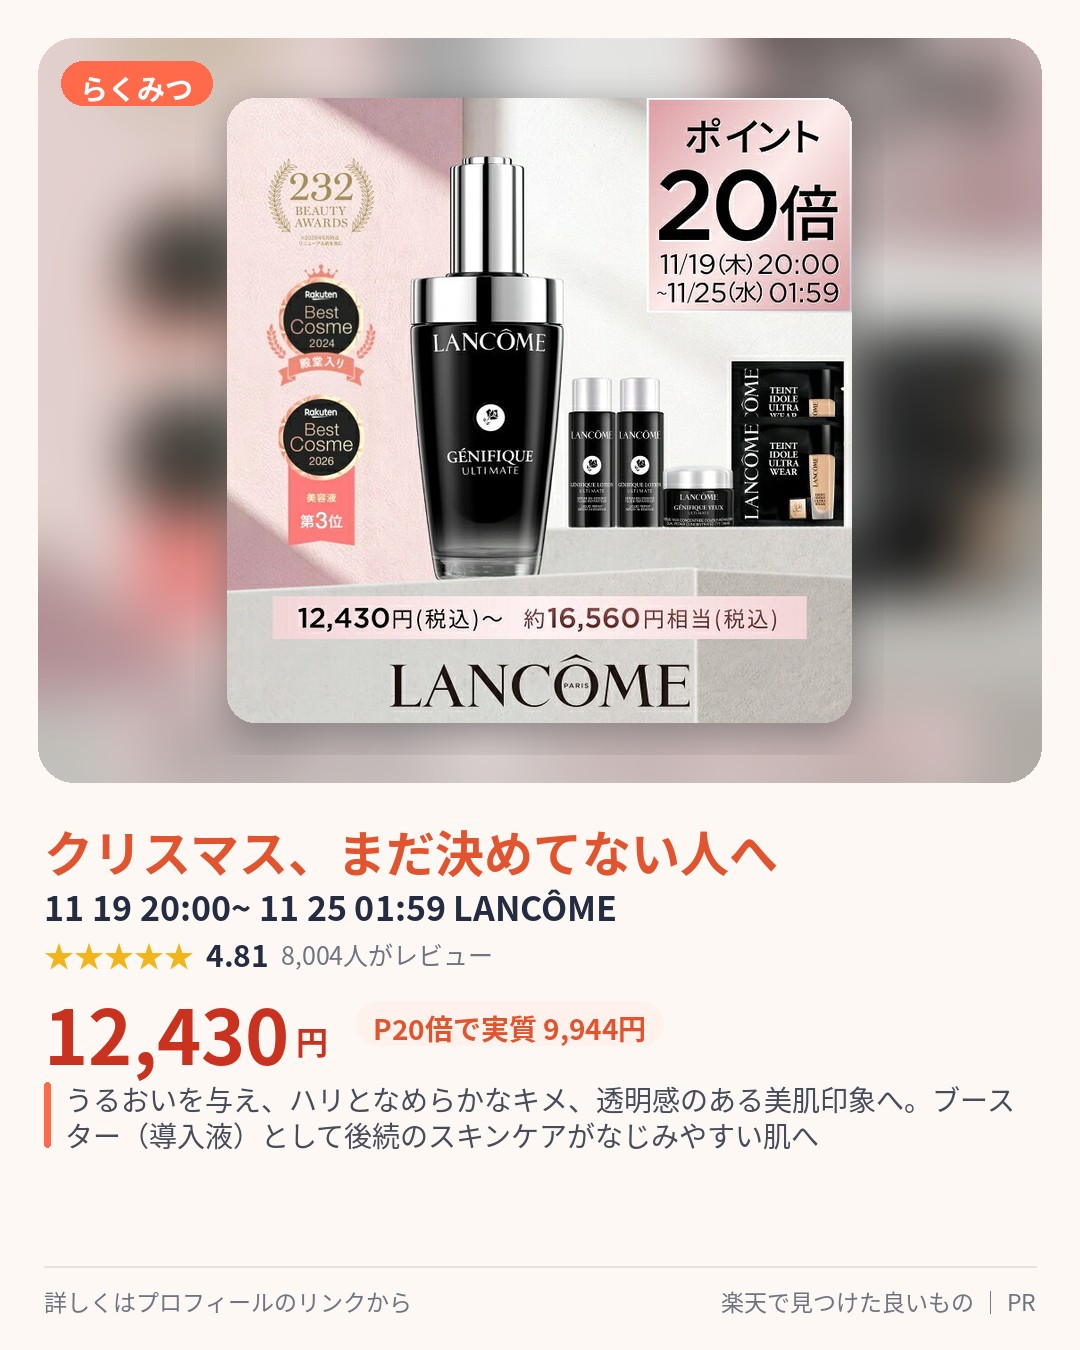 らくみつ
232
BEAUTY
AWARDS
Rakuten
Best
Cosme
2024
殿堂入り
Rakuten
Best
Cosme
2026
美容液
第3位
ポイント
20倍
11/19(木)20:00
~11/25(水)01:59
LANCÔME
GÉNIFIQUE
ULTIMATE
LANCÔME
GÉNIFIQUE LOTION
ULTIMATE
LANCÔME
GÉNIFIQUE LOTION
ULTIMATE
LANCÔME
GÉNIFIQUE YEUX
ULTIMATE
LANCÔME
TEINT
IDOLE
ULTRA
WEAR
LANCÔME
TEINT
IDOLE
ULTRA
WEAR
12,430円(税込)～ 約16,560円相当(税込)
LANCÔME
PARIS
クリスマス、まだ決めてない人へ
11 19 20:00~ 11 25 01:59 LANCÔME
★★★★★ 4.81 8,004人がレビュー
12,430円 P20倍で実質 9,944円
うるおいを与え、ハリとなめらかなキメ、透明感のある美肌印象へ。ブース
ター（導入液）として後続のスキンケアがなじみやすい肌へ
詳しくはプロフィールのリンクから
楽天で見つけた良いもの｜PR